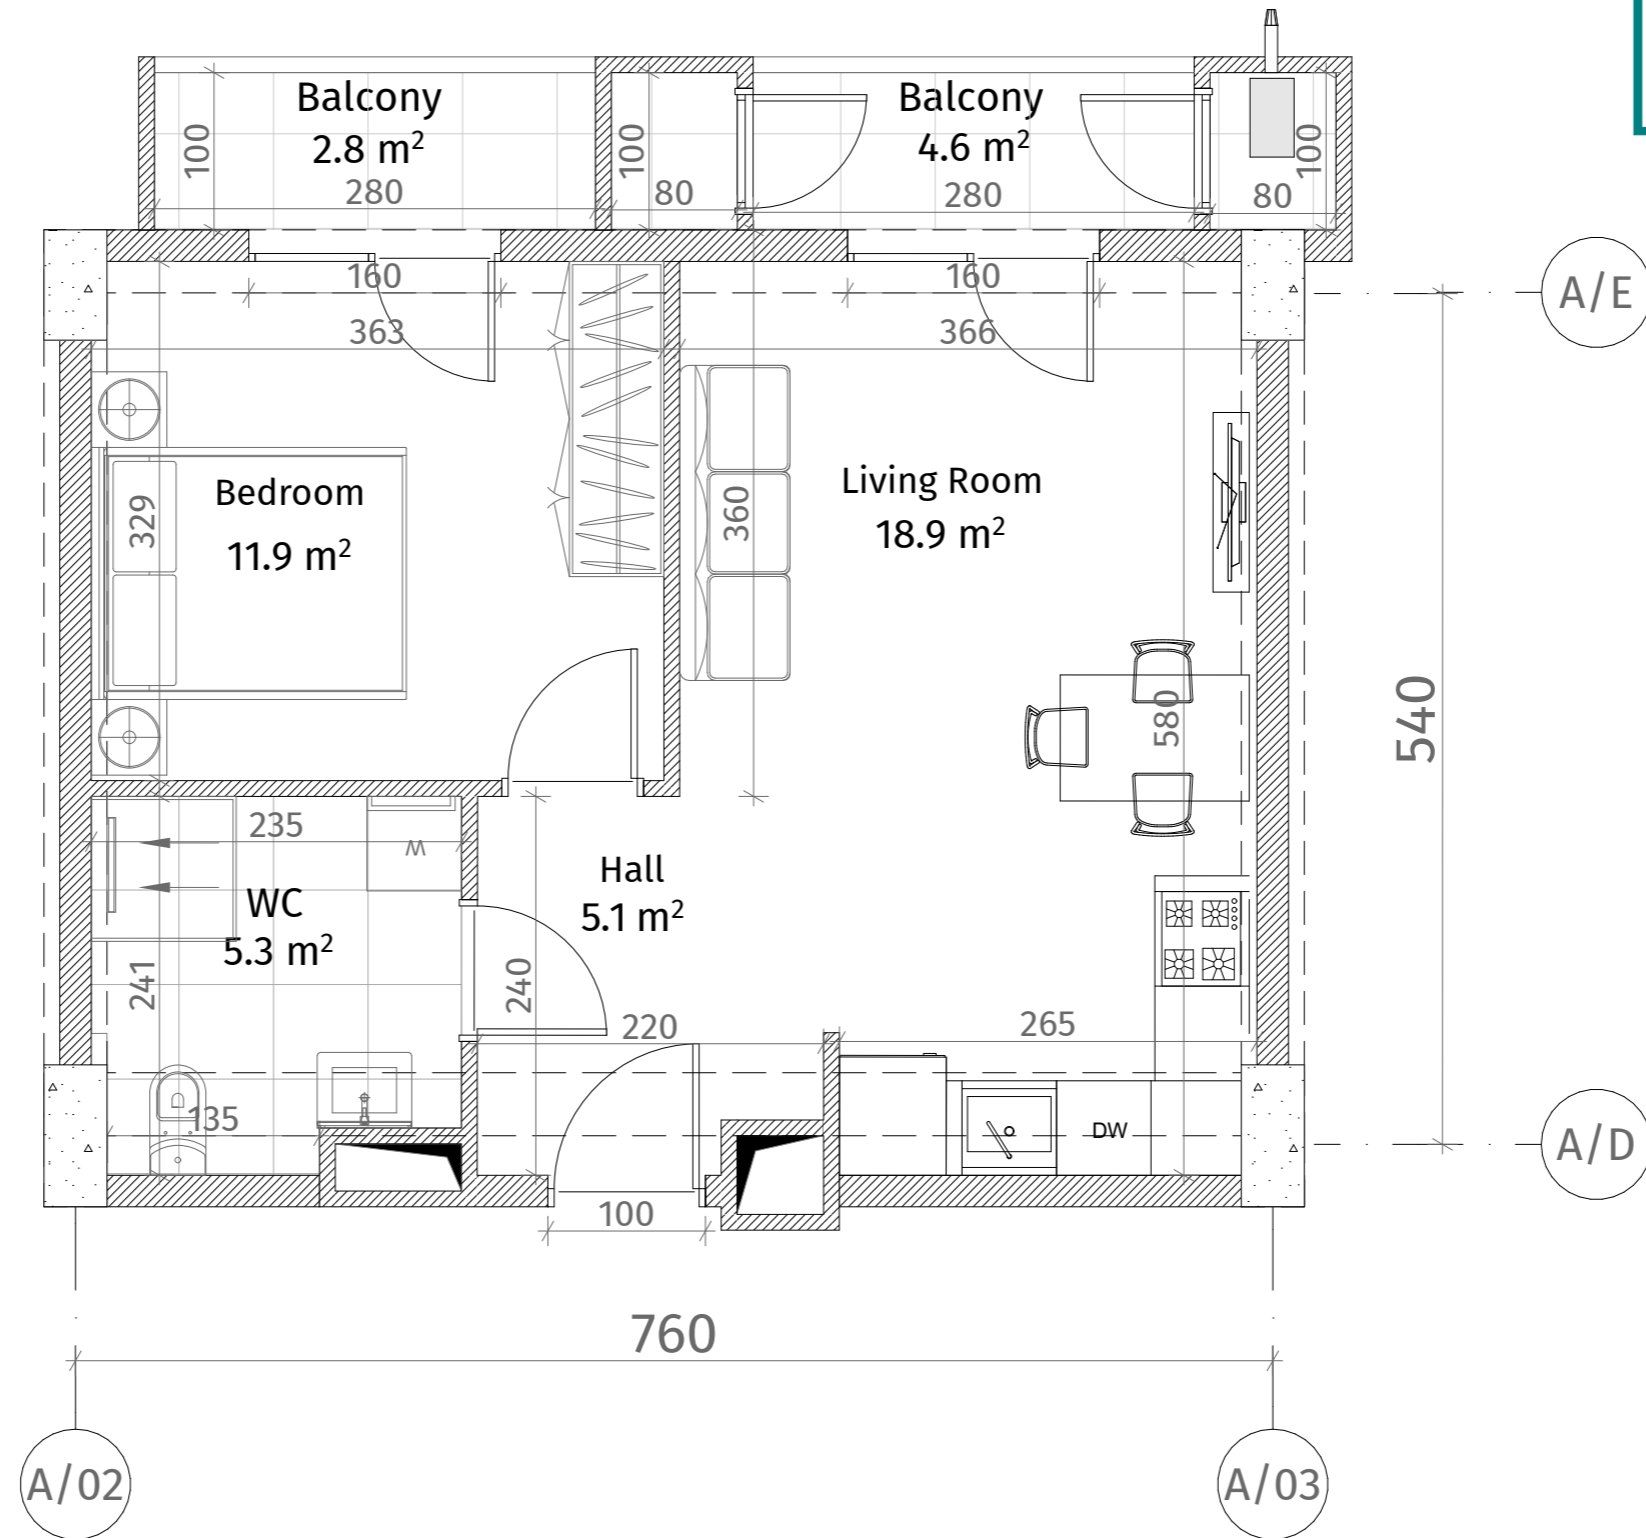 Balcony
2.8 m²
100
280
100
80
Balcony
4.6 m²
280
100
80
160
363
160
366
A/E
Bedroom
11.9 m²
329
360
Living Room
18.9 m²
580
540
235
W
WC
5.3 m²
241
Hall
5.1 m²
240
220
265
135
DW
A/D
100
760
A/02
A/03